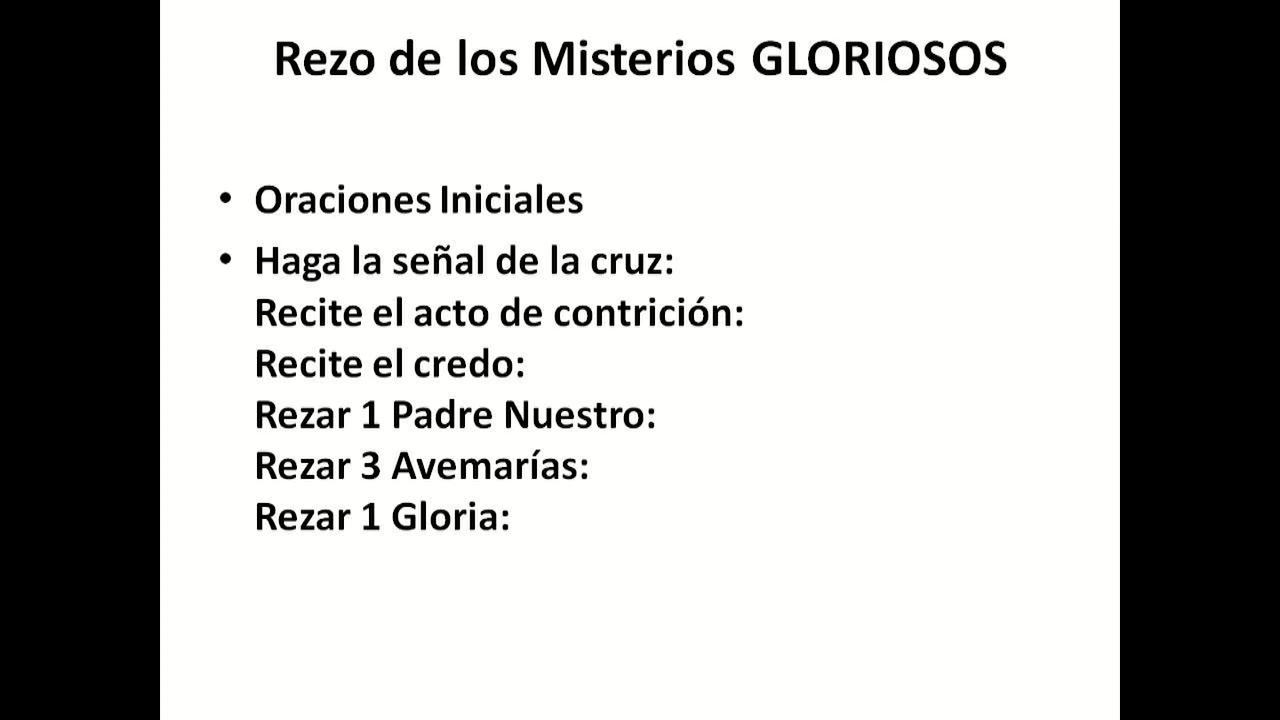 Rezo de los Misterios GLORIOSOS
• Oraciones Iniciales
• Haga la señal de la cruz:
Recite el acto de contrición:
Recite el credo:
Rezar 1 Padre Nuestro:
Rezar 3 Avemarías:
Rezar 1 Gloria: